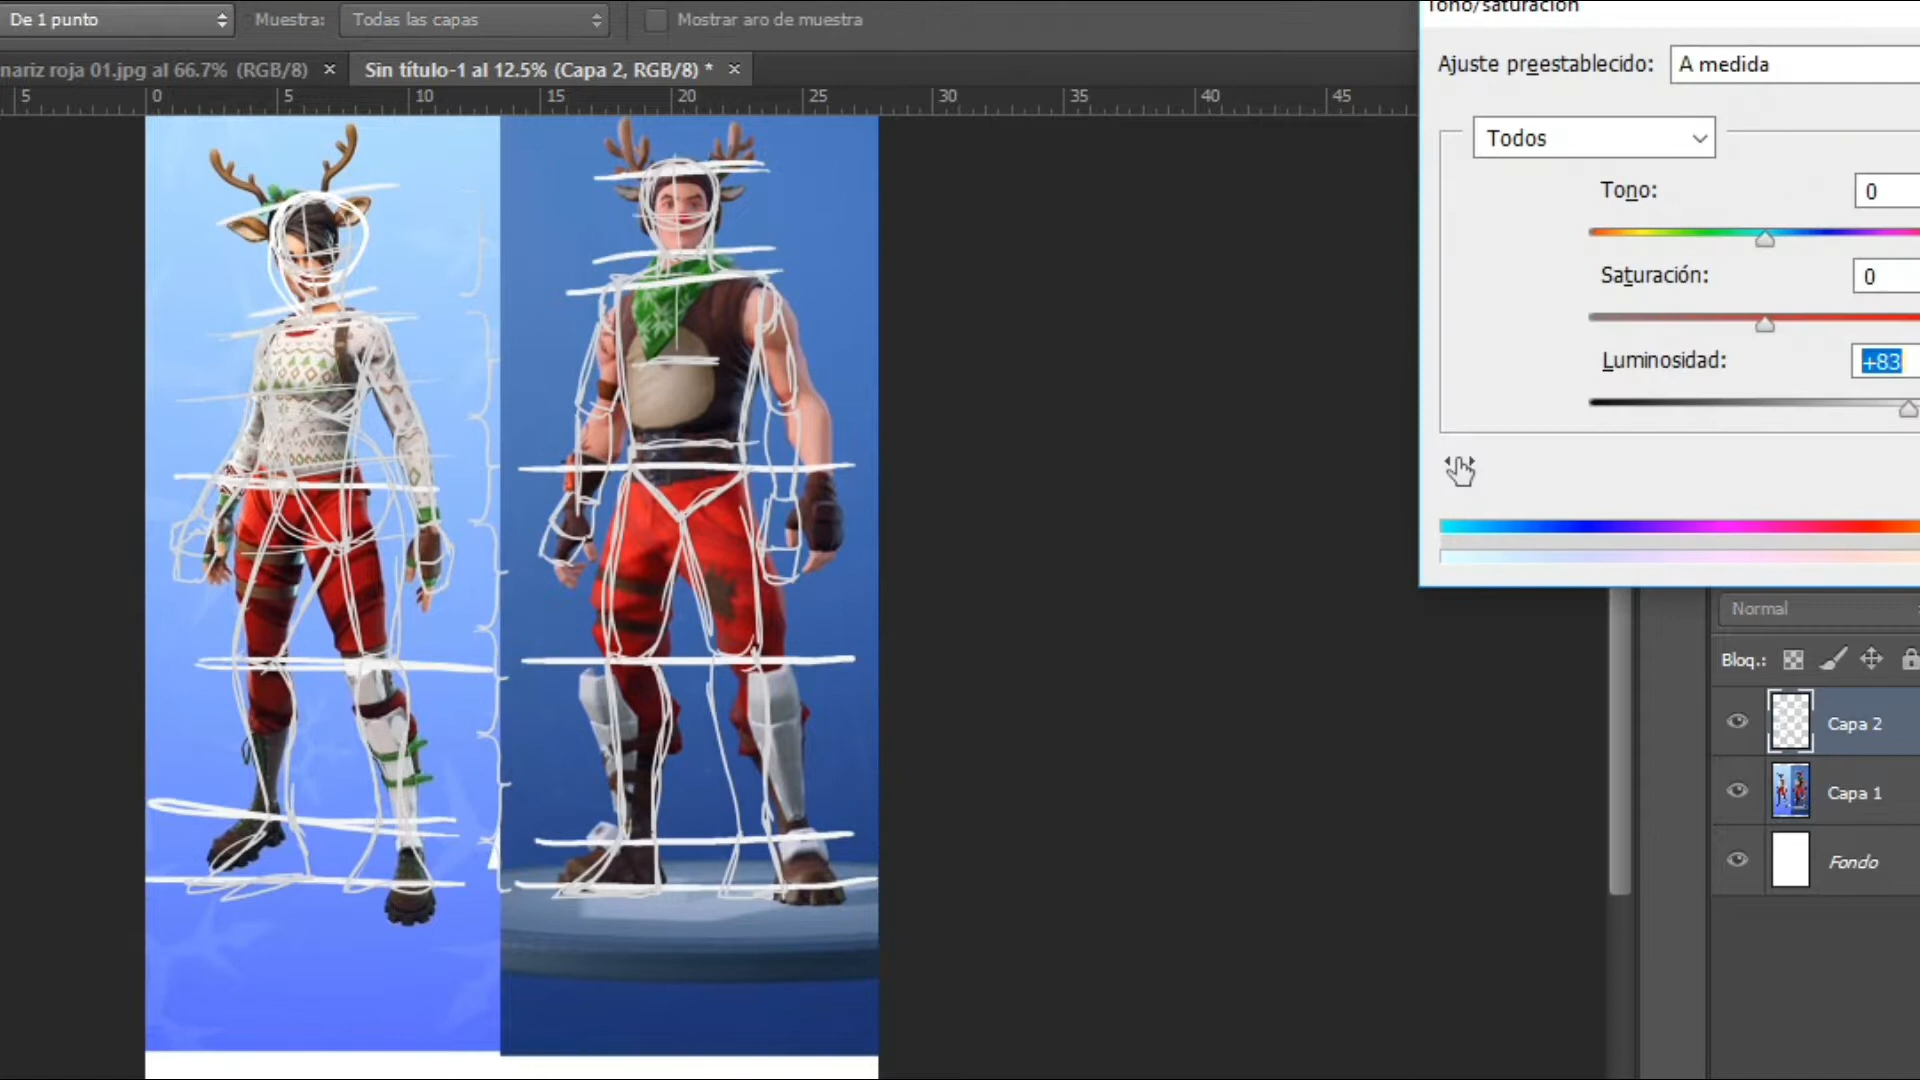 De 1 punto
Muestra:
Todas las capas
Mostrar aro de muestra
nariz roja 01.jpg al 66.7% (RGB/8) ×
Sin título-1 al 12.5% (Capa 2, RGB/8) * ×
5 0 5 10 15 20 25 30 35 40 45
Tono/saturación
Ajuste preestablecido:
A medida
Todos
Tono:
0
Saturación:
0
Luminosidad:
+83
Normal
Bloq.:
Capa 2
Capa 1
Fondo